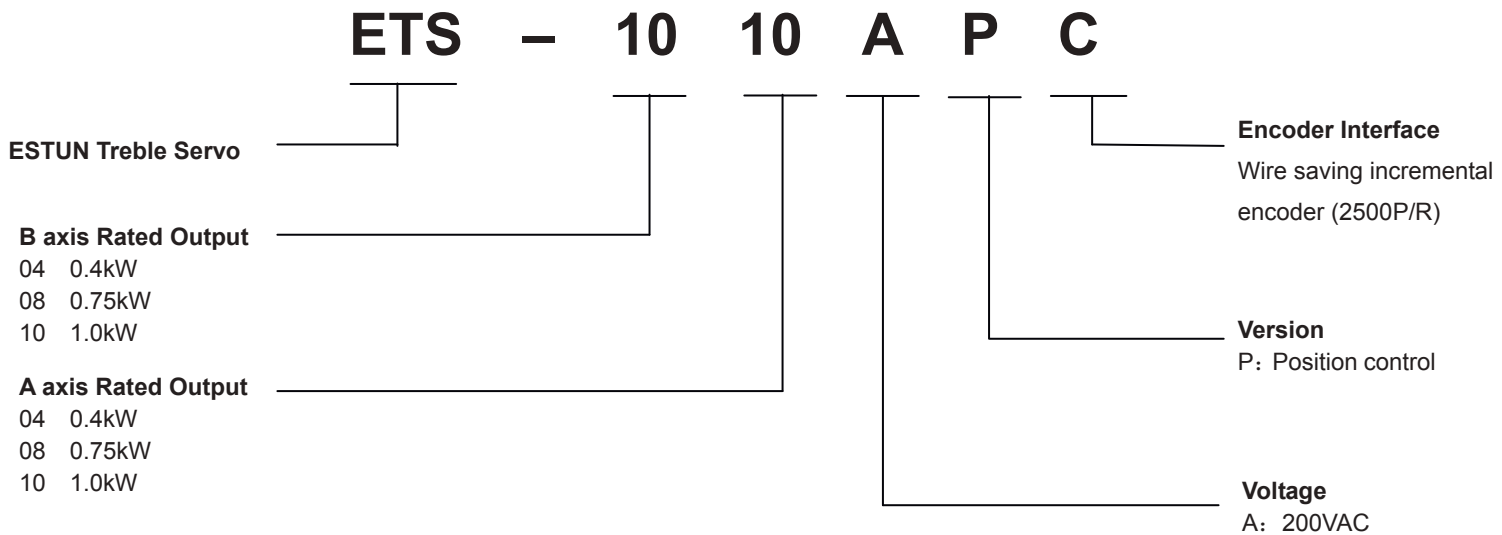 ETS – 10 10 A P C
ESTUN Treble Servo
B axis Rated Output
04 0.4kW
08 0.75kW
10 1.0kW
A axis Rated Output
04 0.4kW
08 0.75kW
10 1.0kW
Encoder Interface
Wire saving incremental
encoder (2500P/R)
Version
P：Position control
Voltage
A：200VAC